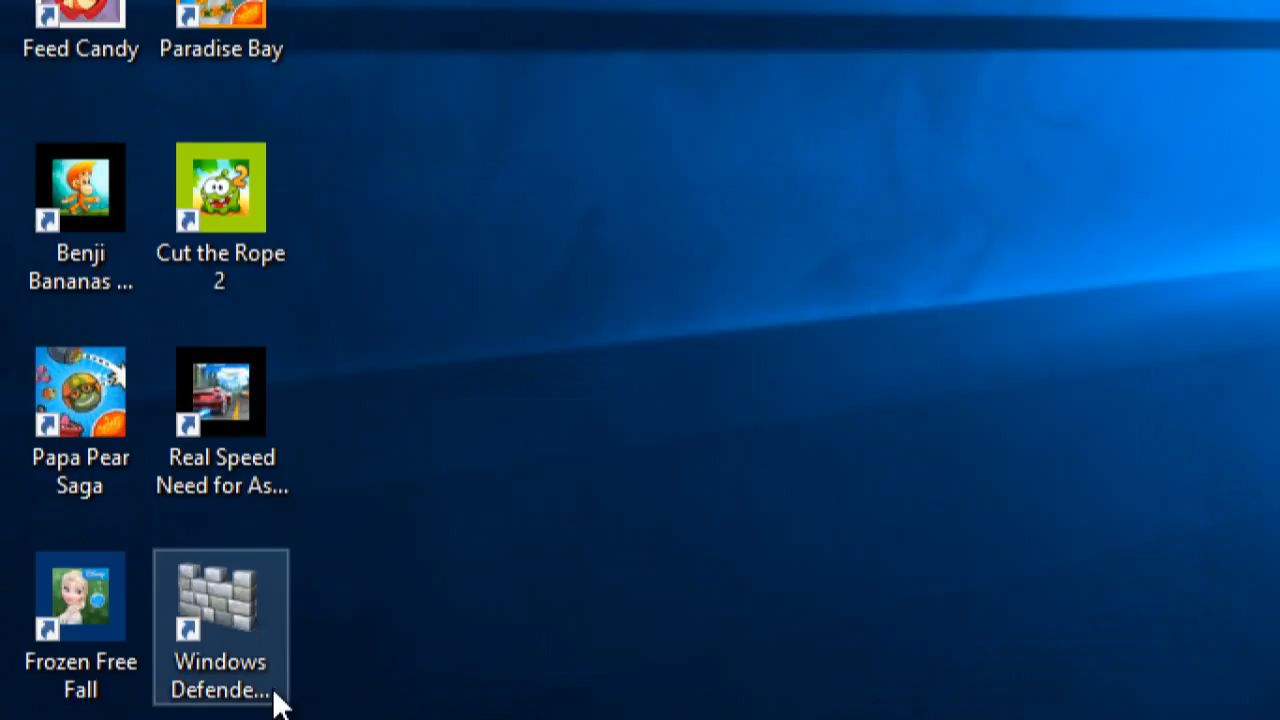 Feed Candy
Paradise Bay
Benji
Bananas ...
Cut the Rope
2
Papa Pear
Saga
Real Speed
Need for As...
Frozen Free
Fall
Windows
Defende...